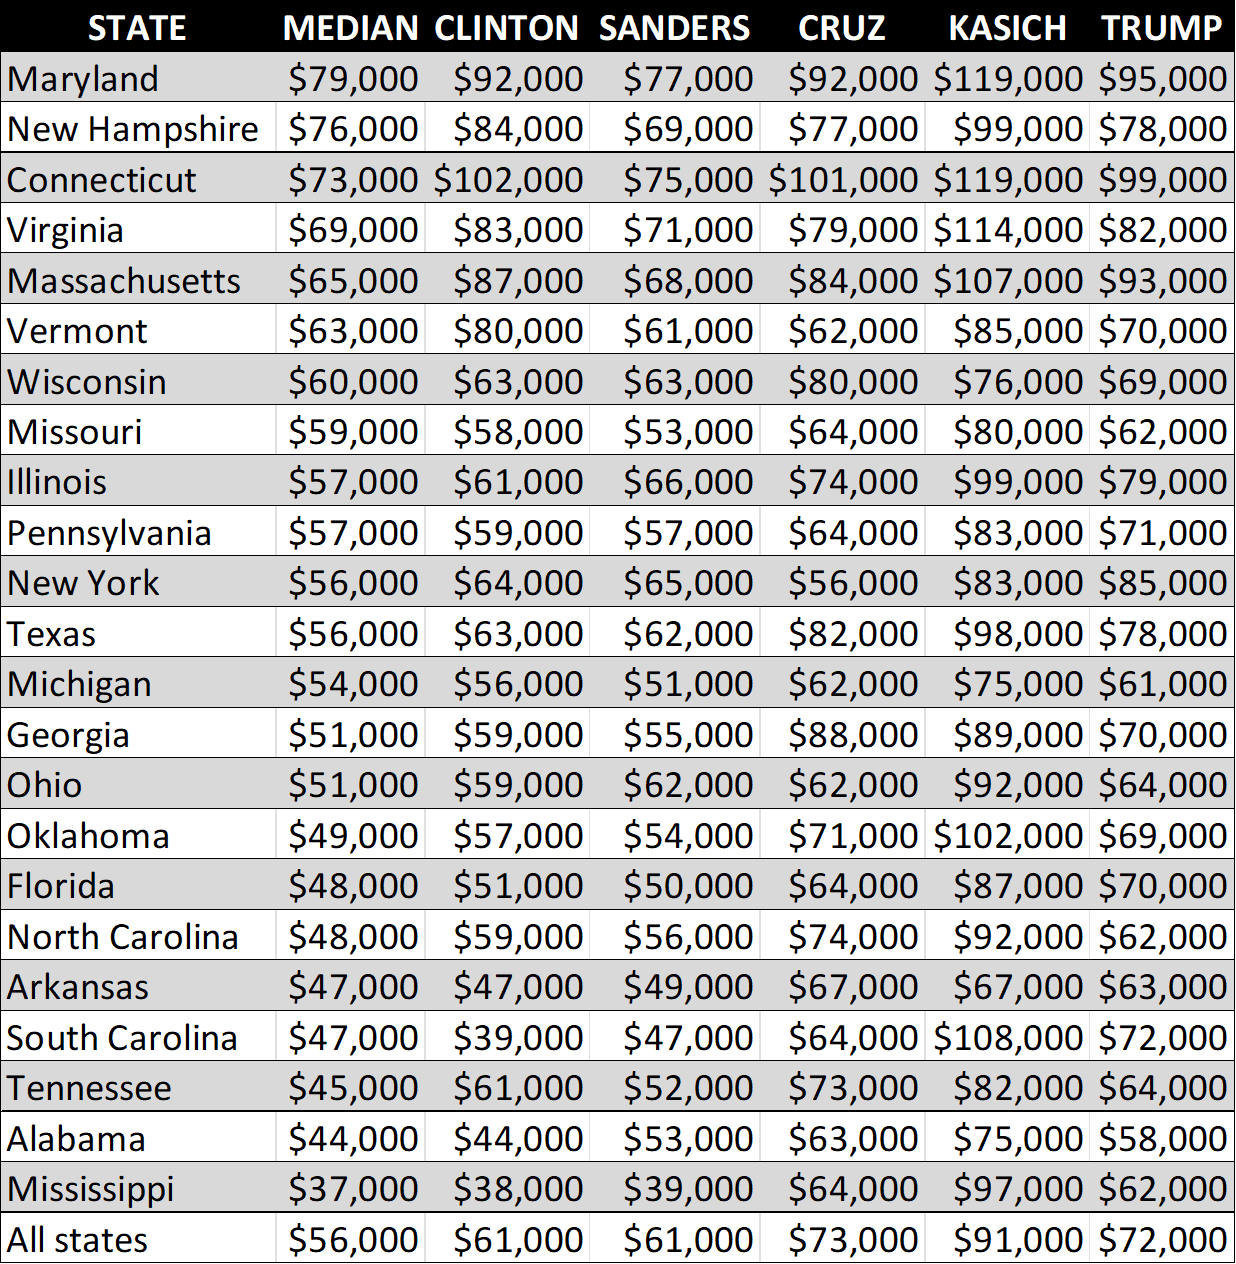 STATE MEDIAN CLINTON SANDERS CRUZ KASICH TRUMP
Maryland $79,000 $92,000 $77,000 $92,000 $119,000 $95,000
New Hampshire $76,000 $84,000 $69,000 $77,000 $99,000 $78,000
Connecticut $73,000 $102,000 $75,000 $101,000 $119,000 $99,000
Virginia $69,000 $83,000 $71,000 $79,000 $114,000 $82,000
Massachusetts $65,000 $87,000 $68,000 $84,000 $107,000 $93,000
Vermont $63,000 $80,000 $61,000 $62,000 $85,000 $70,000
Wisconsin $60,000 $63,000 $63,000 $80,000 $76,000 $69,000
Missouri $59,000 $58,000 $53,000 $64,000 $80,000 $62,000
Illinois $57,000 $61,000 $66,000 $74,000 $99,000 $79,000
Pennsylvania $57,000 $59,000 $57,000 $64,000 $83,000 $71,000
New York $56,000 $64,000 $65,000 $56,000 $83,000 $85,000
Texas $56,000 $63,000 $62,000 $82,000 $98,000 $78,000
Michigan $54,000 $56,000 $51,000 $62,000 $75,000 $61,000
Georgia $51,000 $59,000 $55,000 $88,000 $89,000 $70,000
Ohio $51,000 $59,000 $62,000 $62,000 $92,000 $64,000
Oklahoma $49,000 $57,000 $54,000 $71,000 $102,000 $69,000
Florida $48,000 $51,000 $50,000 $64,000 $87,000 $70,000
North Carolina $48,000 $59,000 $56,000 $74,000 $92,000 $62,000
Arkansas $47,000 $47,000 $49,000 $67,000 $67,000 $63,000
South Carolina $47,000 $39,000 $47,000 $64,000 $108,000 $72,000
Tennessee $45,000 $61,000 $52,000 $73,000 $82,000 $64,000
Alabama $44,000 $44,000 $53,000 $63,000 $75,000 $58,000
Mississippi $37,000 $38,000 $39,000 $64,000 $97,000 $62,000
All states $56,000 $61,000 $61,000 $73,000 $91,000 $72,000